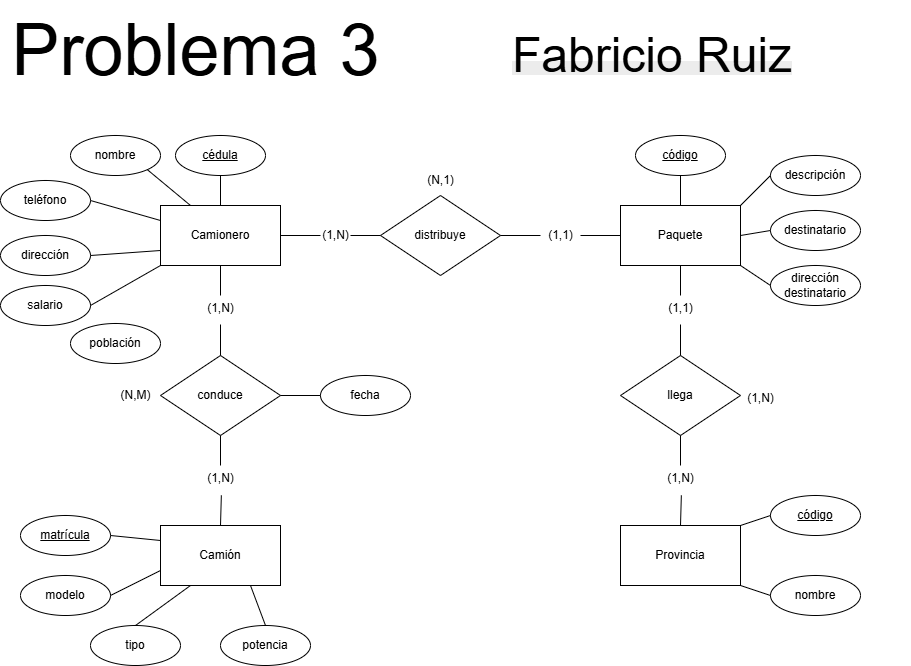 Problema 3
Fabricio Ruiz
nombre
cédula
código
teléfono
descripción
(N,1)
Camionero
(1,N)
distribuye
(1,1)
Paquete
destinatario
dirección
dirección
destinatario
salario
(1,N)
(1,1)
población
(N,M)
conduce
fecha
llega
(1,N)
(1,N)
(1,N)
matrícula
código
Camión
Provincia
modelo
nombre
tipo
potencia